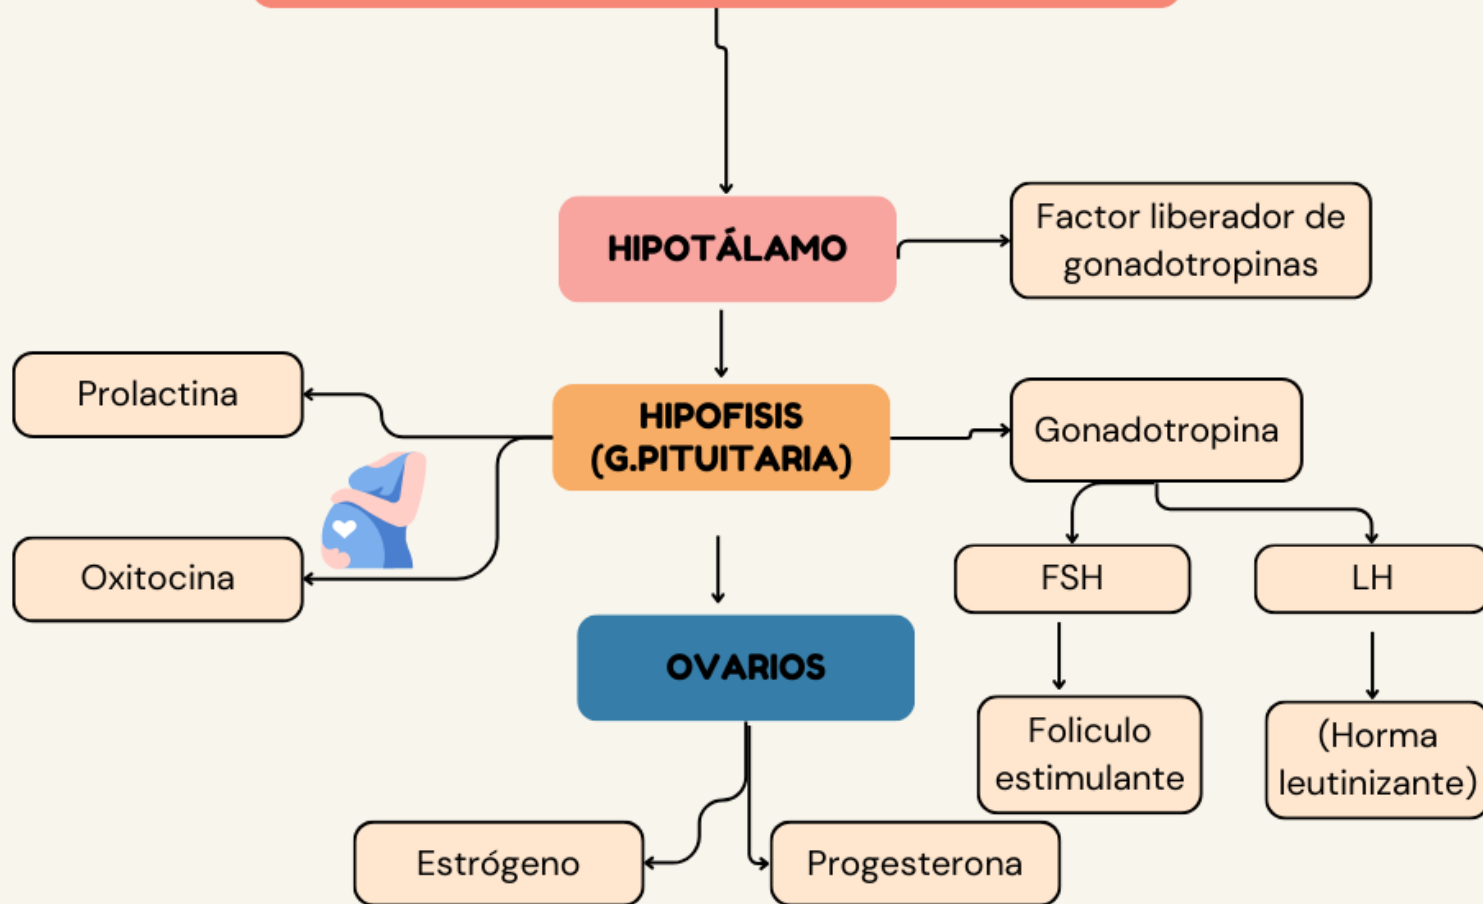 HIPOTÁLAMO
Factor liberador de
gonadotropinas
Prolactina
HIPOFISIS
(G.PITUITARIA)
Gonadotropina
Oxitocina
FSH
LH
OVARIOS
Foliculo
estimulante
(Horma
leutinizante)
Estrógeno
Progesterona